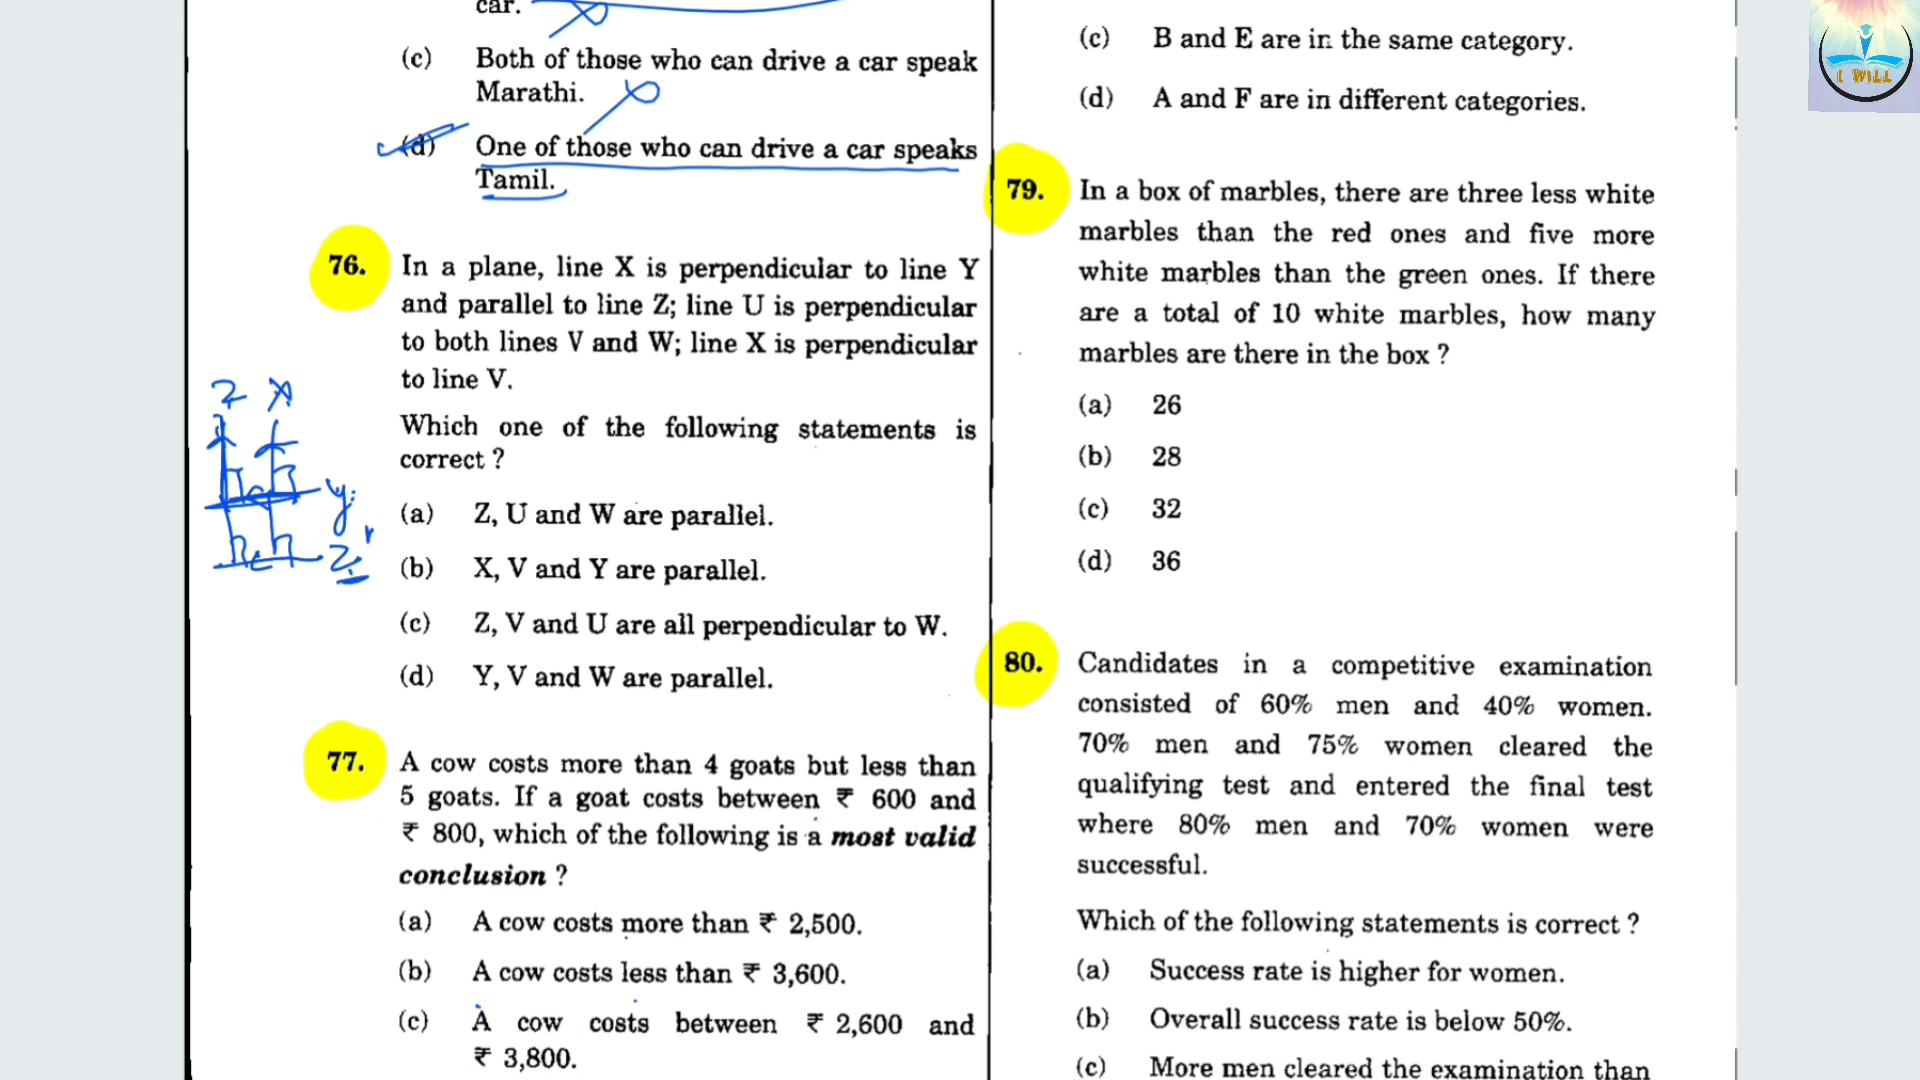 car.
(c) Both of those who can drive a car speak
Marathi.
(d) One of those who can drive a car speaks
Tamil.
76. In a plane, line X is perpendicular to line Y
and parallel to line Z; line U is perpendicular
to both lines V and W; line X is perpendicular
to line V.
Z X
Y
Z
Which one of the following statements is
correct ?
(a) Z, U and W are parallel.
(b) X, V and Y are parallel.
(c) Z, V and U are all perpendicular to W.
(d) Y, V and W are parallel.
77. A cow costs more than 4 goats but less than
5 goats. If a goat costs between ₹ 600 and
₹ 800, which of the following is a most valid
conclusion ?
(a) A cow costs more than ₹ 2,500.
(b) A cow costs less than ₹ 3,600.
(c) A cow costs between ₹ 2,600 and
₹ 3,800.
(c) B and E are in the same category.
(d) A and F are in different categories.
79. In a box of marbles, there are three less white
marbles than the red ones and five more
white marbles than the green ones. If there
are a total of 10 white marbles, how many
marbles are there in the box ?
(a) 26
(b) 28
(c) 32
(d) 36
80. Candidates in a competitive examination
consisted of 60% men and 40% women.
70% men and 75% women cleared the
qualifying test and entered the final test
where 80% men and 70% women were
successful.
Which of the following statements is correct ?
(a) Success rate is higher for women.
(b) Overall success rate is below 50%.
(c) More men cleared the examination than
I WILL